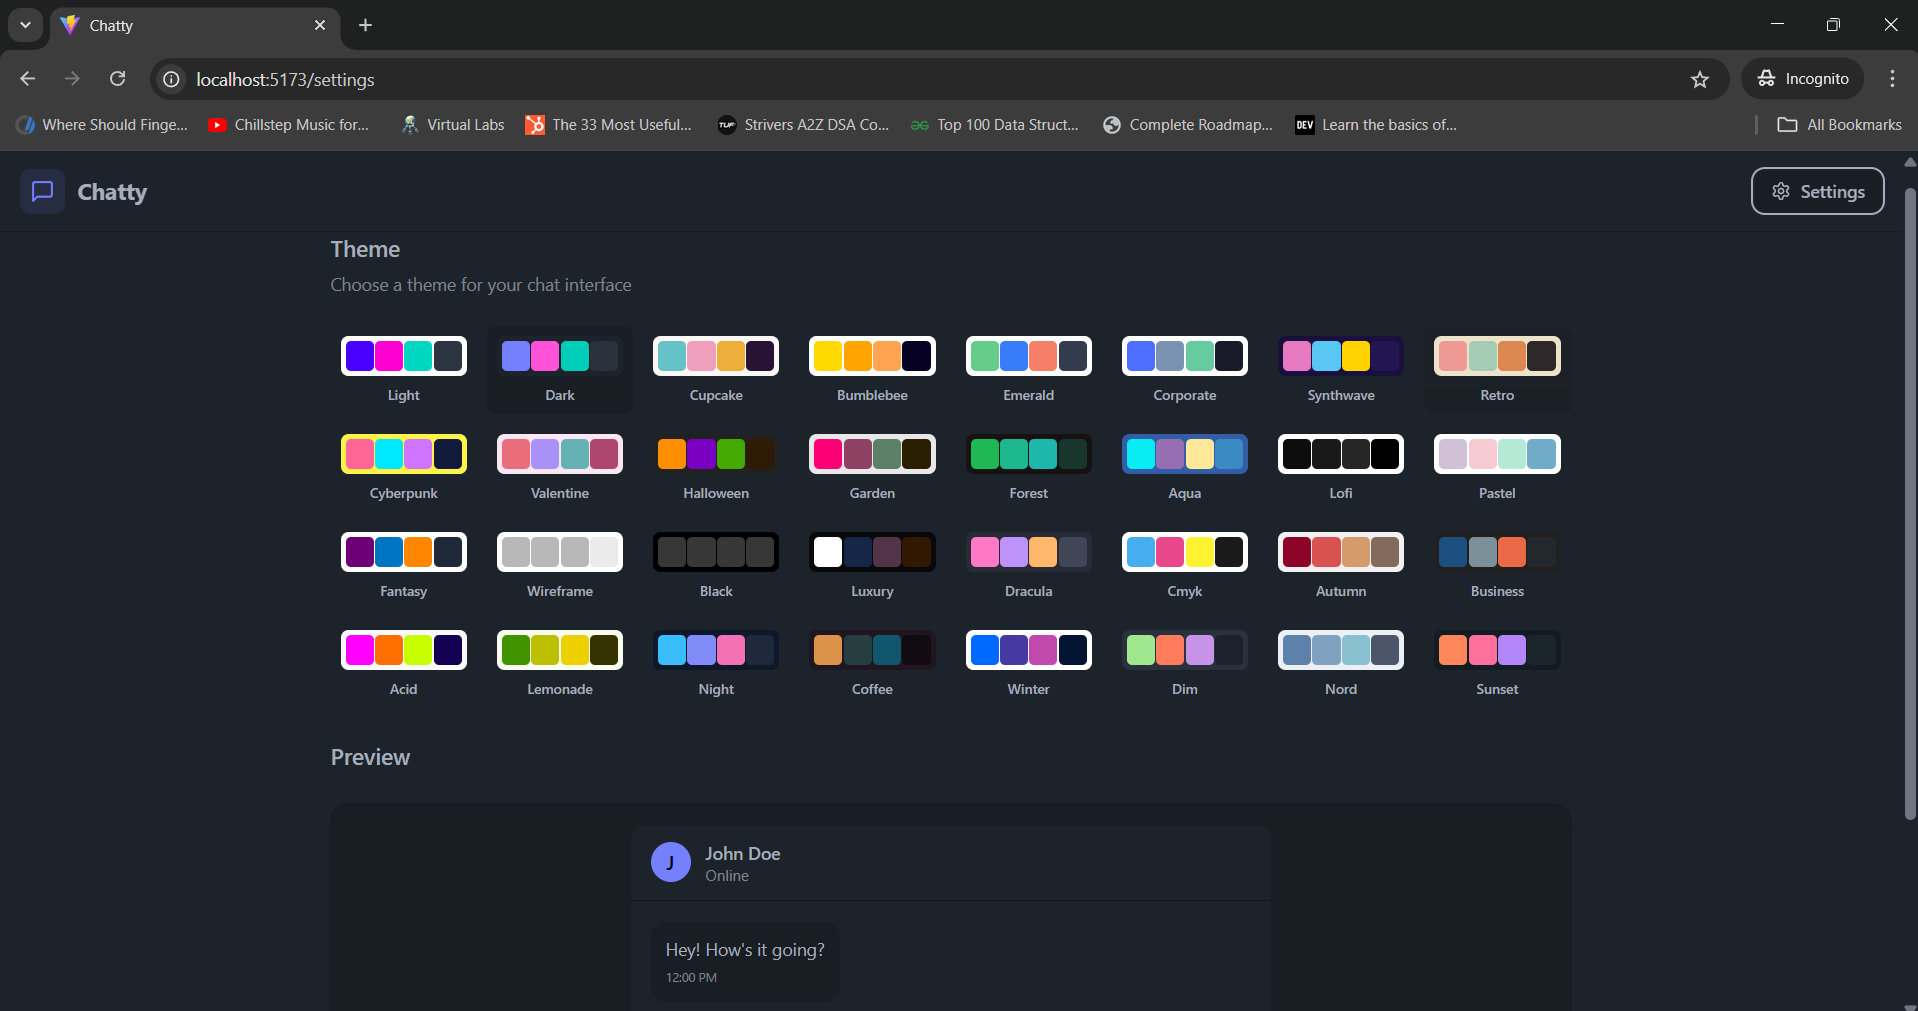 Chatty
localhost:5173/settings
Incognito
Where Should Finge...
Chillstep Music for...
Virtual Labs
The 33 Most Useful...
TUF
Strivers A2Z DSA Co...
Top 100 Data Struct...
Complete Roadmap...
DEV
Learn the basics of...
All Bookmarks
Chatty
Settings
Theme
Choose a theme for your chat interface
Light
Dark
Cupcake
Bumblebee
Emerald
Corporate
Synthwave
Retro
Cyberpunk
Valentine
Halloween
Garden
Forest
Aqua
Lofi
Pastel
Fantasy
Wireframe
Black
Luxury
Dracula
Cmyk
Autumn
Business
Acid
Lemonade
Night
Coffee
Winter
Dim
Nord
Sunset
Preview
J
John Doe
Online
Hey! How's it going?
12:00 PM